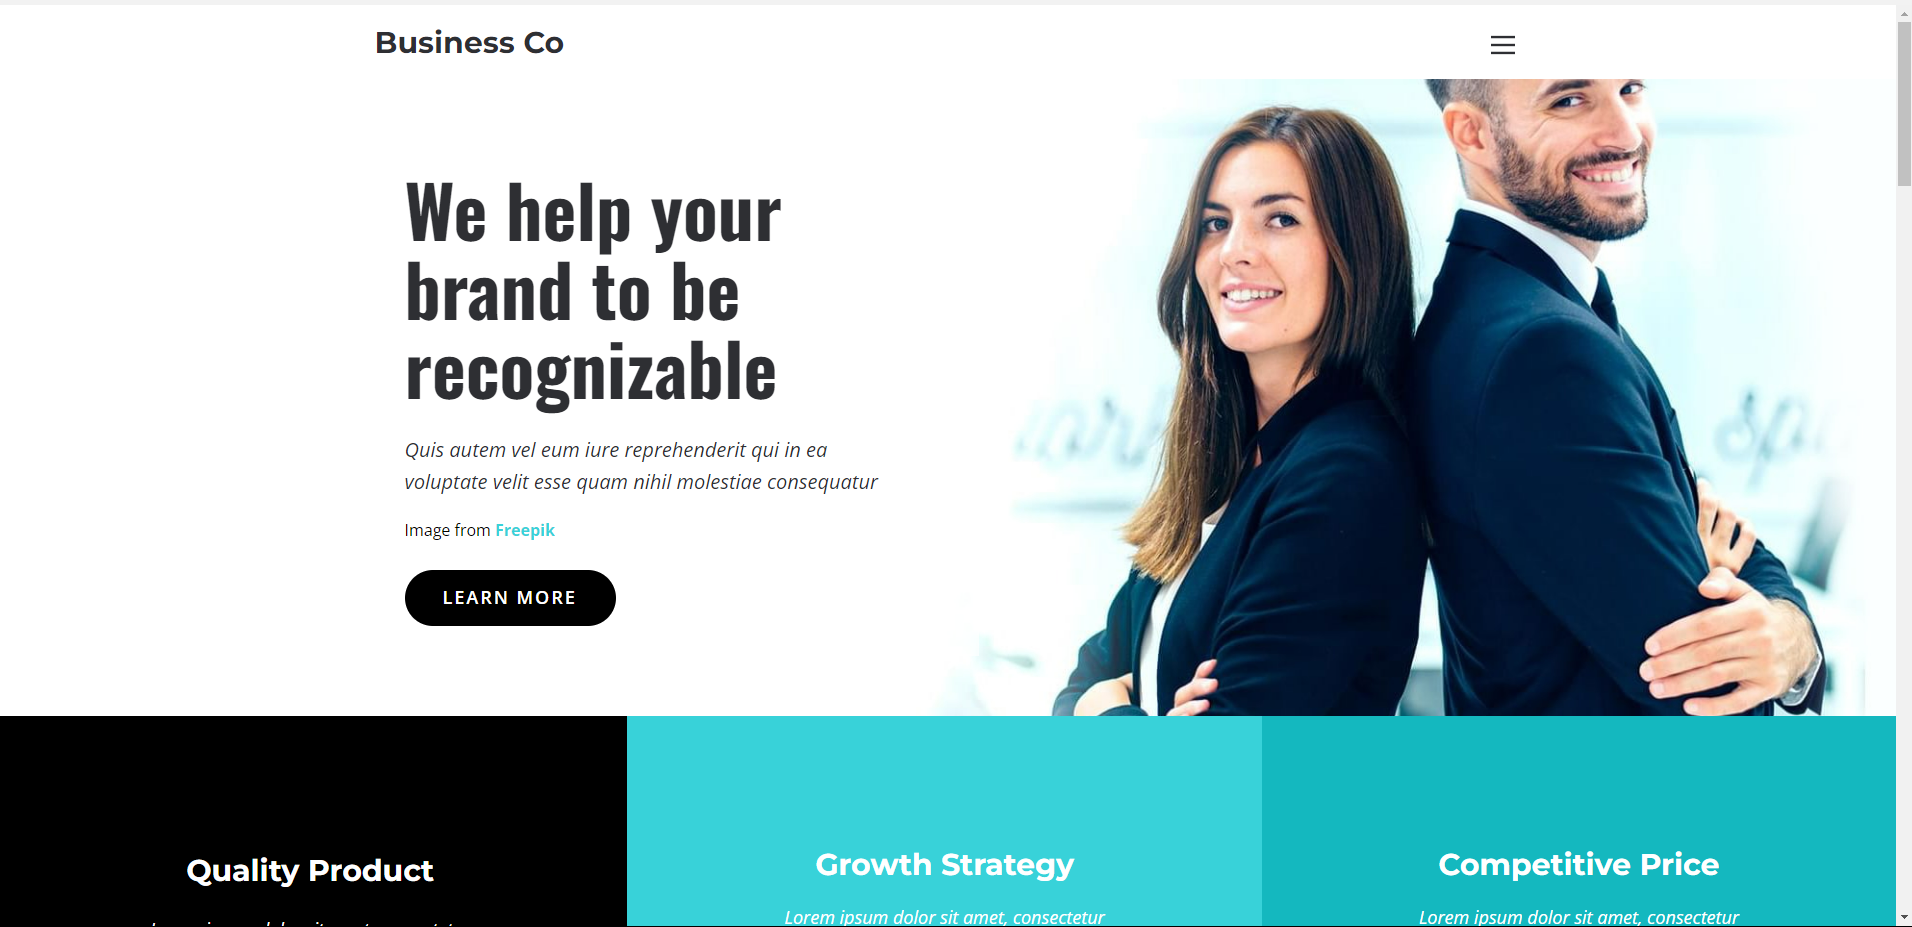 Business Co
We help your
brand to be
recognizable
Quis autem vel eum iure reprehenderit qui in ea
voluptate velit esse quam nihil molestiae consequatur
Image from Freepik
LEARN MORE
Quality Product
Growth Strategy
Competitive Price
Lorem ipsum dolor sit amet, consectetur
Lorem ipsum dolor sit amet, consectetur